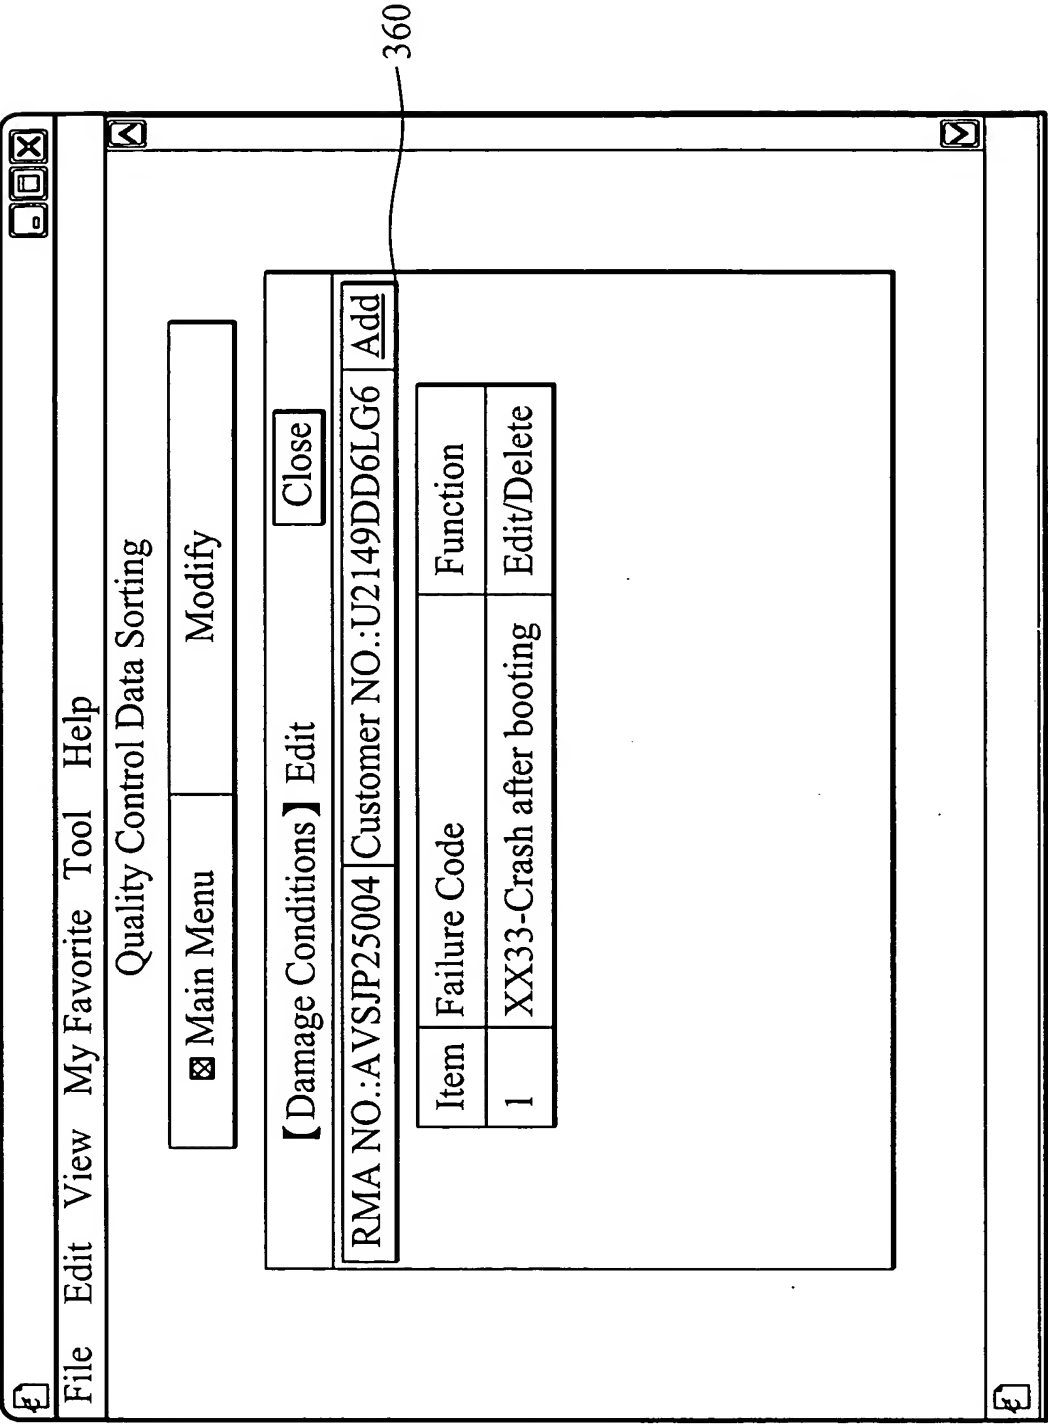 File Edit View My Favorite Tool Help
Quality Control Data Sorting
Main Menu Modify
【Damage Conditions】Edit Close
RMA NO.:AVSJP25004 Customer NO.:U2149DD6LG6 Add
Item Failure Code Function
1 XX33-Crash after booting Edit/Delete
360